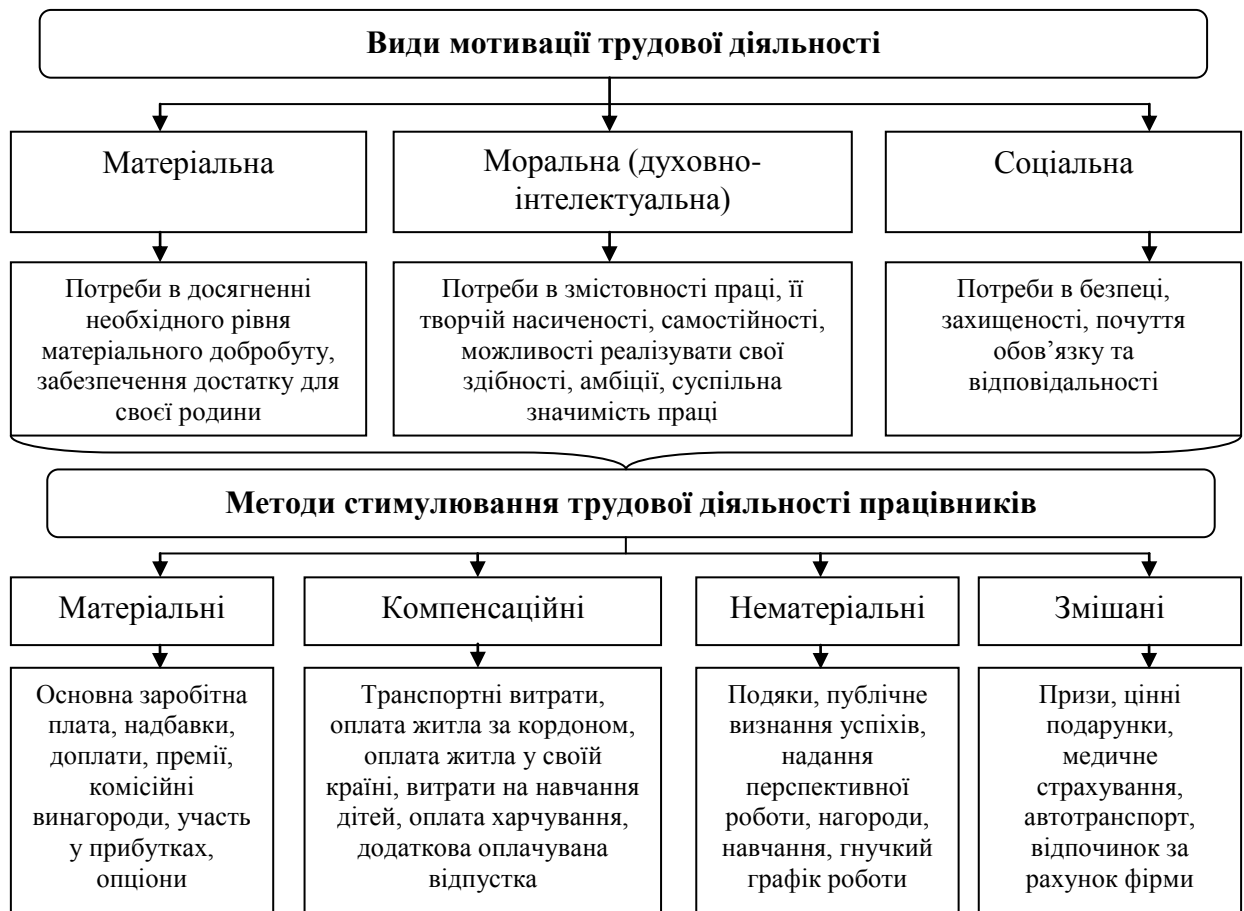 Види мотивації трудової діяльності
Матеріальна
Моральна (духовно-
інтелектуальна)
Соціальна
Потреби в досягненні
необхідного рівня
матеріального добробуту,
забезпечення достатку для
своєї родини
Потреби в змістовності праці, її
творчій насиченості, самостійності,
можливості реалізувати свої
здібності, амбіції, суспільна
значимість праці
Потреби в безпеці,
захищеності, почуття
обов’язку та
відповідальності
Методи стимулювання трудової діяльності працівників
Матеріальні
Компенсаційні
Нематеріальні
Змішані
Основна заробітна
плата, надбавки,
доплати, премії,
комісійні
винагороди, участь
у прибутках,
опціони
Транспортні витрати,
оплата житла за кордоном,
оплата житла у своїй
країні, витрати на навчання
дітей, оплата харчування,
додаткова оплачувана
відпустка
Подяки, публічне
визнання успіхів,
надання
перспективної
роботи, нагороди,
навчання, гнучкий
графік роботи
Призи, цінні
подарунки,
медичне
страхування,
автотранспорт,
відпочинок за
рахунок фірми